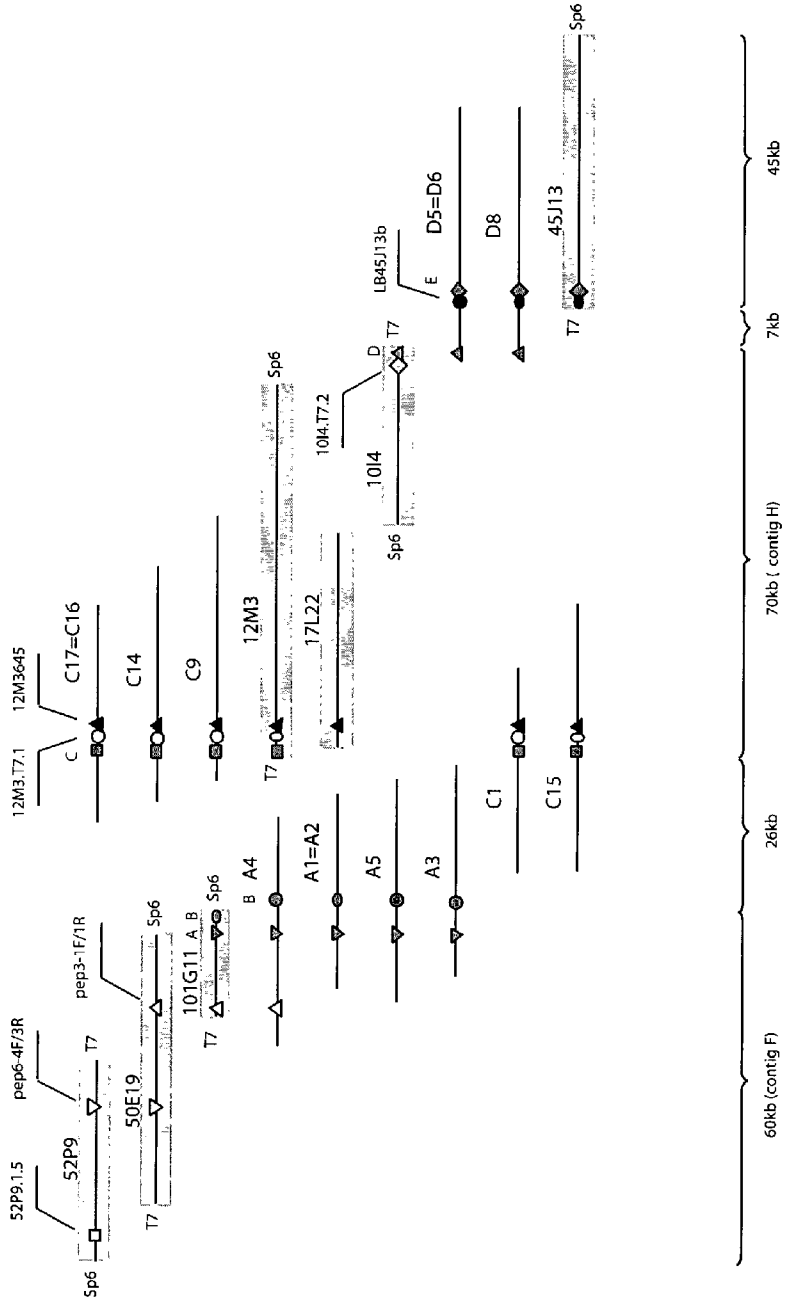 52P9.1.5
pep6-4F/3R
Sp6
52P9
T7
pep3-1F/1R
T7
50E19
Sp6
T7
101G11
A B
Sp6
B
A4
A1=A2
A5
A3
12M3.T7.1
12M3645
C
C17=C16
C14
C9
T7
12M3
Sp6
17L22
10I4.T7.2
Sp6
10I4
D
T7
C1
C15
LB45J13b
E
D5=D6
D8
T7
45J13
Sp6
60kb (contig F)
26kb
70kb ( contig H)
7kb
45kb